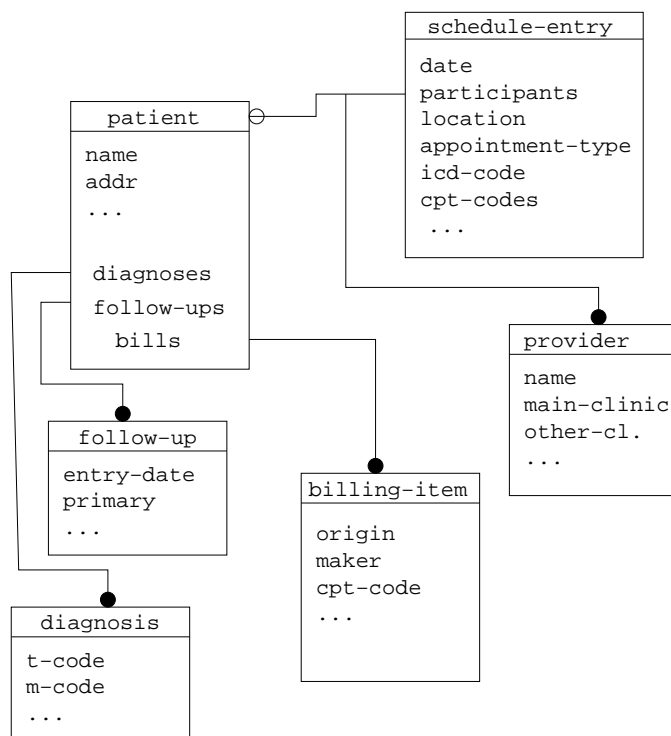 schedule-entry
date
participants
location
appointment-type
icd-code
cpt-codes
...
patient
name
addr
...
diagnoses
follow-ups
bills
provider
name
main-clinic
other-cl.
...
follow-up
entry-date
primary
...
billing-item
origin
maker
cpt-code
...
diagnosis
t-code
m-code
...